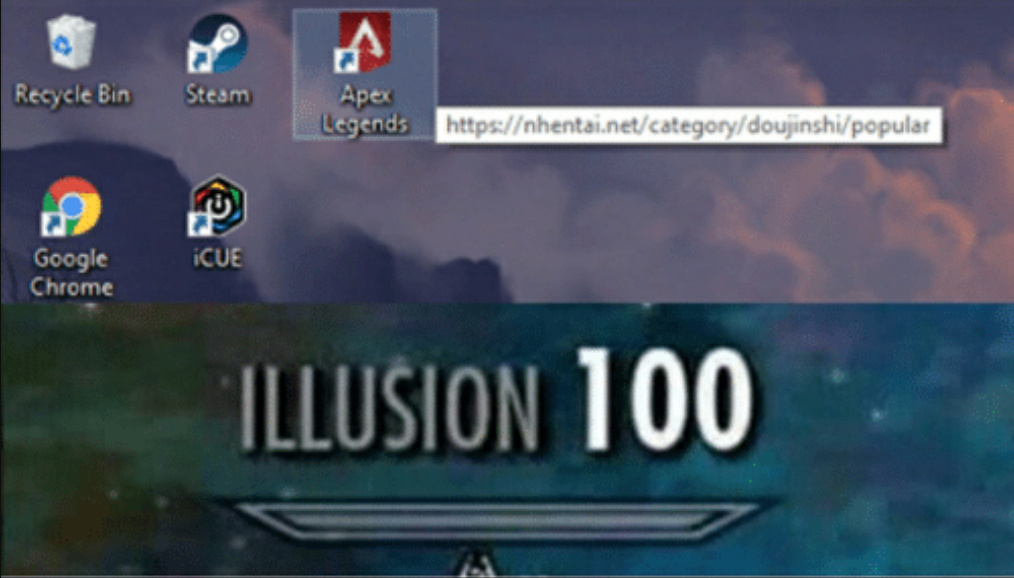 Recycle Bin
Steam
Apex
Legends
https://nhentai.net/category/doujinshi/popular
Google
Chrome
iCUE
ILLUSION 100